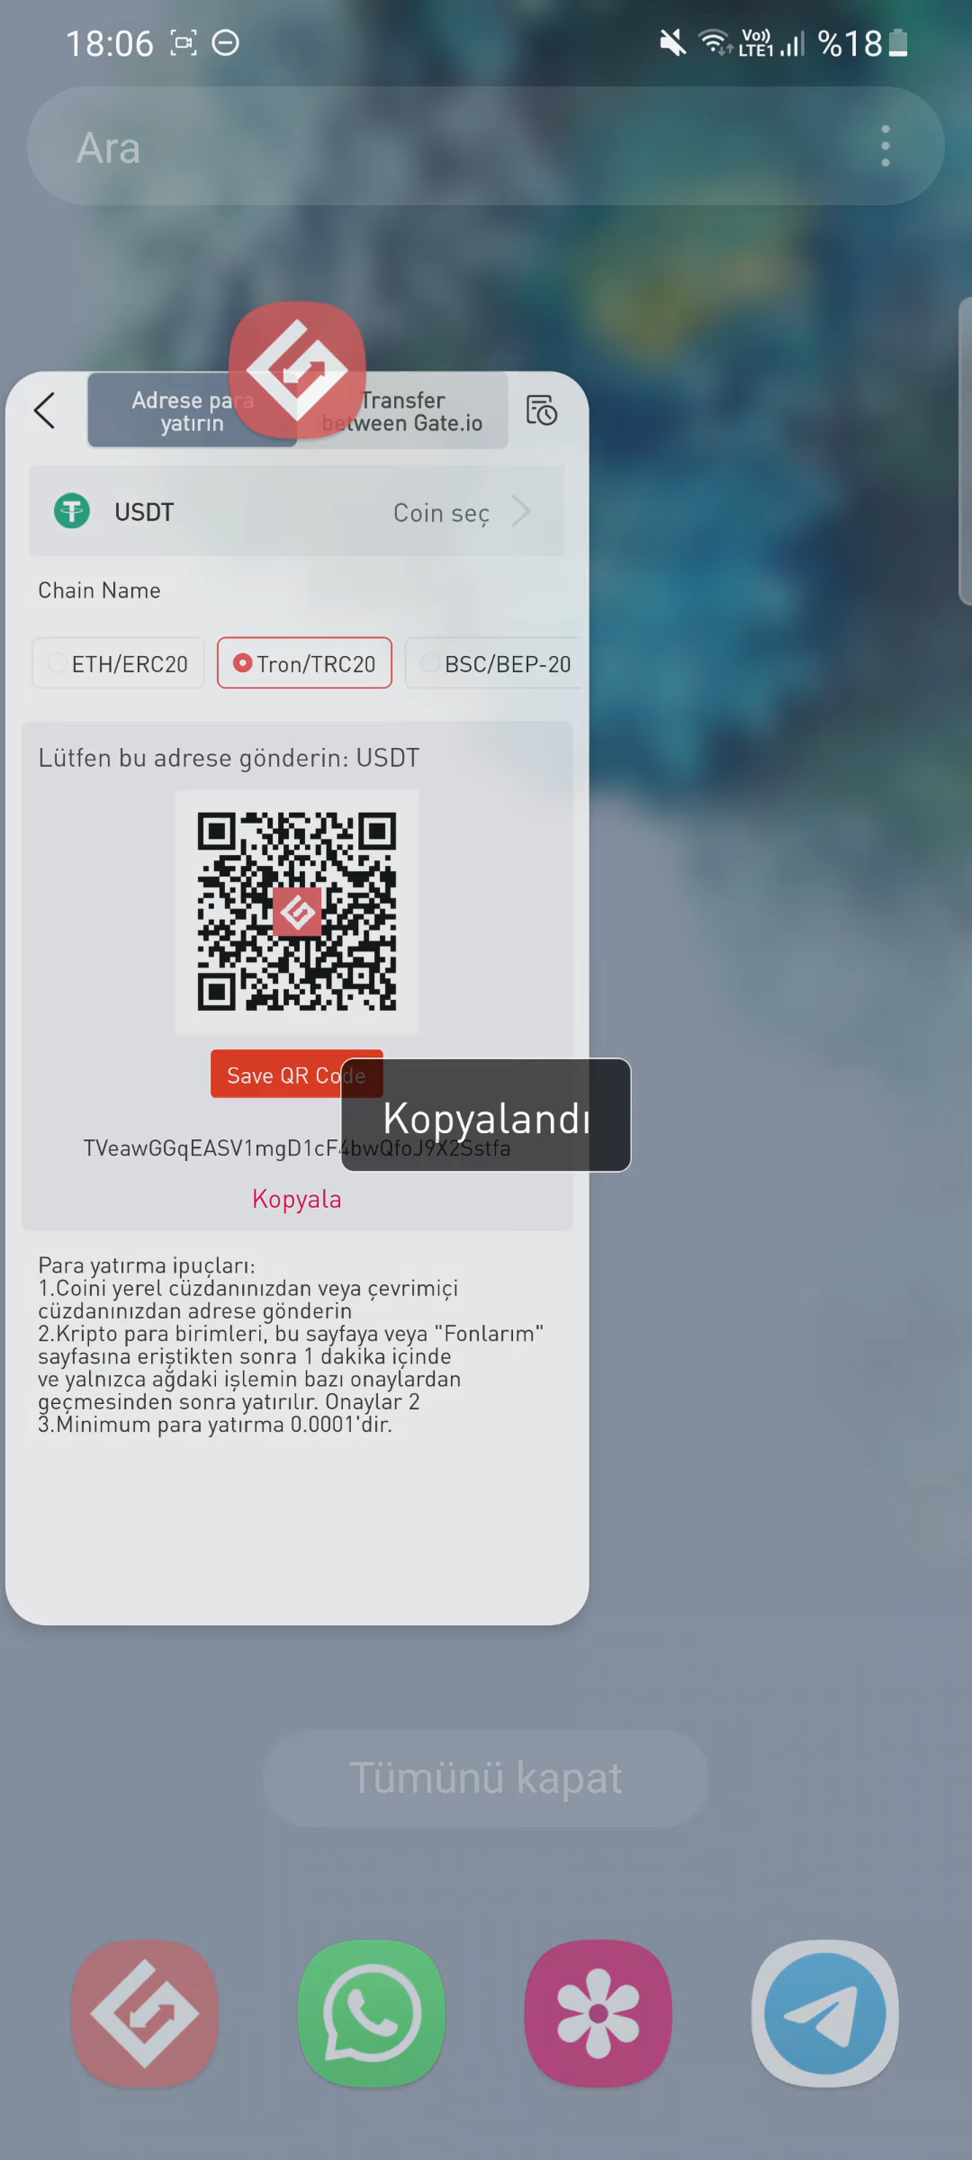 18:06
Vo))
LTE1
%18
Ara
Adrese para
yatırın
Transfer
between Gate.io
USDT
Coin seç
Chain Name
ETH/ERC20
Tron/TRC20
BSC/BEP-20
Lütfen bu adrese gönderin: USDT
Save QR Code
Kopyalandı
TVeawGGqEASV1mgD1cF4bwQfoJ9X2Sstfa
Kopyala
Para yatırma ipuçları:
1.Coini yerel cüzdanınızdan veya çevrimiçi
cüzdanınızdan adrese gönderin
2.Kripto para birimleri, bu sayfaya veya "Fonlarım"
sayfasına eriştikten sonra 1 dakika içinde
ve yalnızca ağdaki işlemin bazı onaylardan
geçmesinden sonra yatırılır. Onaylar 2
3.Minimum para yatırma 0.0001'dir.
Tümünü kapat